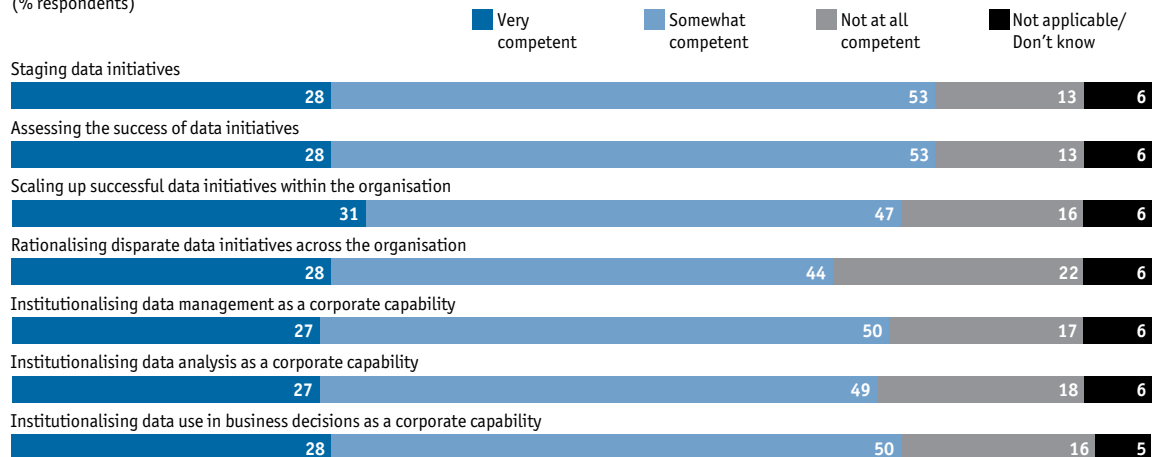 (% respondents)
Very competent
Somewhat competent
Not at all competent
Not applicable/
Don't know
Staging data initiatives
28 53 13 6
Assessing the success of data initiatives
28 53 13 6
Scaling up successful data initiatives within the organisation
31 47 16 6
Rationalising disparate data initiatives across the organisation
28 44 22 6
Institutionalising data management as a corporate capability
27 50 17 6
Institutionalising data analysis as a corporate capability
27 49 18 6
Institutionalising data use in business decisions as a corporate capability
28 50 16 5